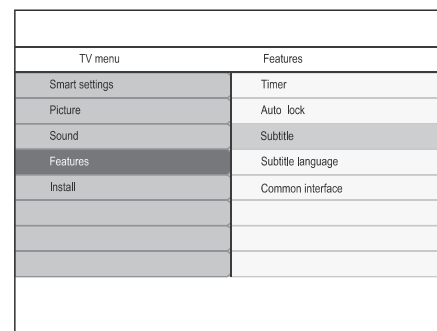 TV menu Features
Smart settings Timer
Picture Auto lock
Sound Subtitle
Features Subtitle language
Install Common interface